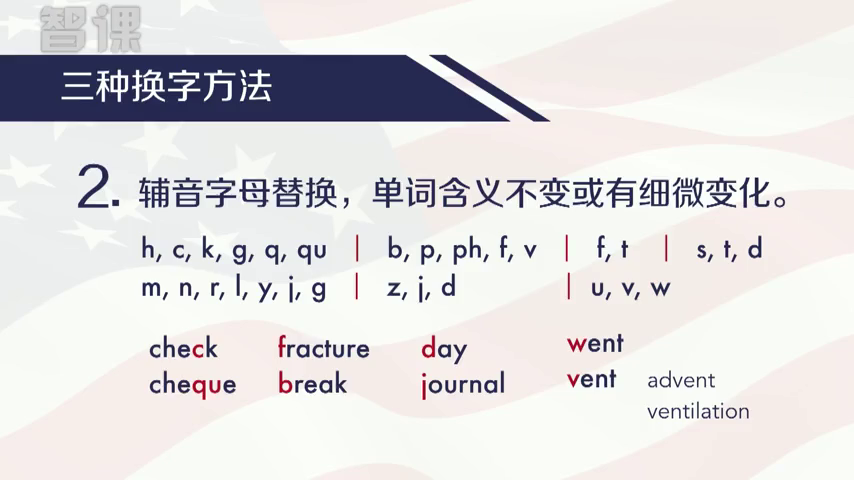 智课
三种换字方法
2. 辅音字母替换，单词含义不变或有细微变化。
h, c, k, g, q, qu | b, p, ph, f, v | f, t | s, t, d
m, n, r, l, y, j, g | z, j, d | u, v, w
check fracture day went
cheque break journal vent advent
ventilation